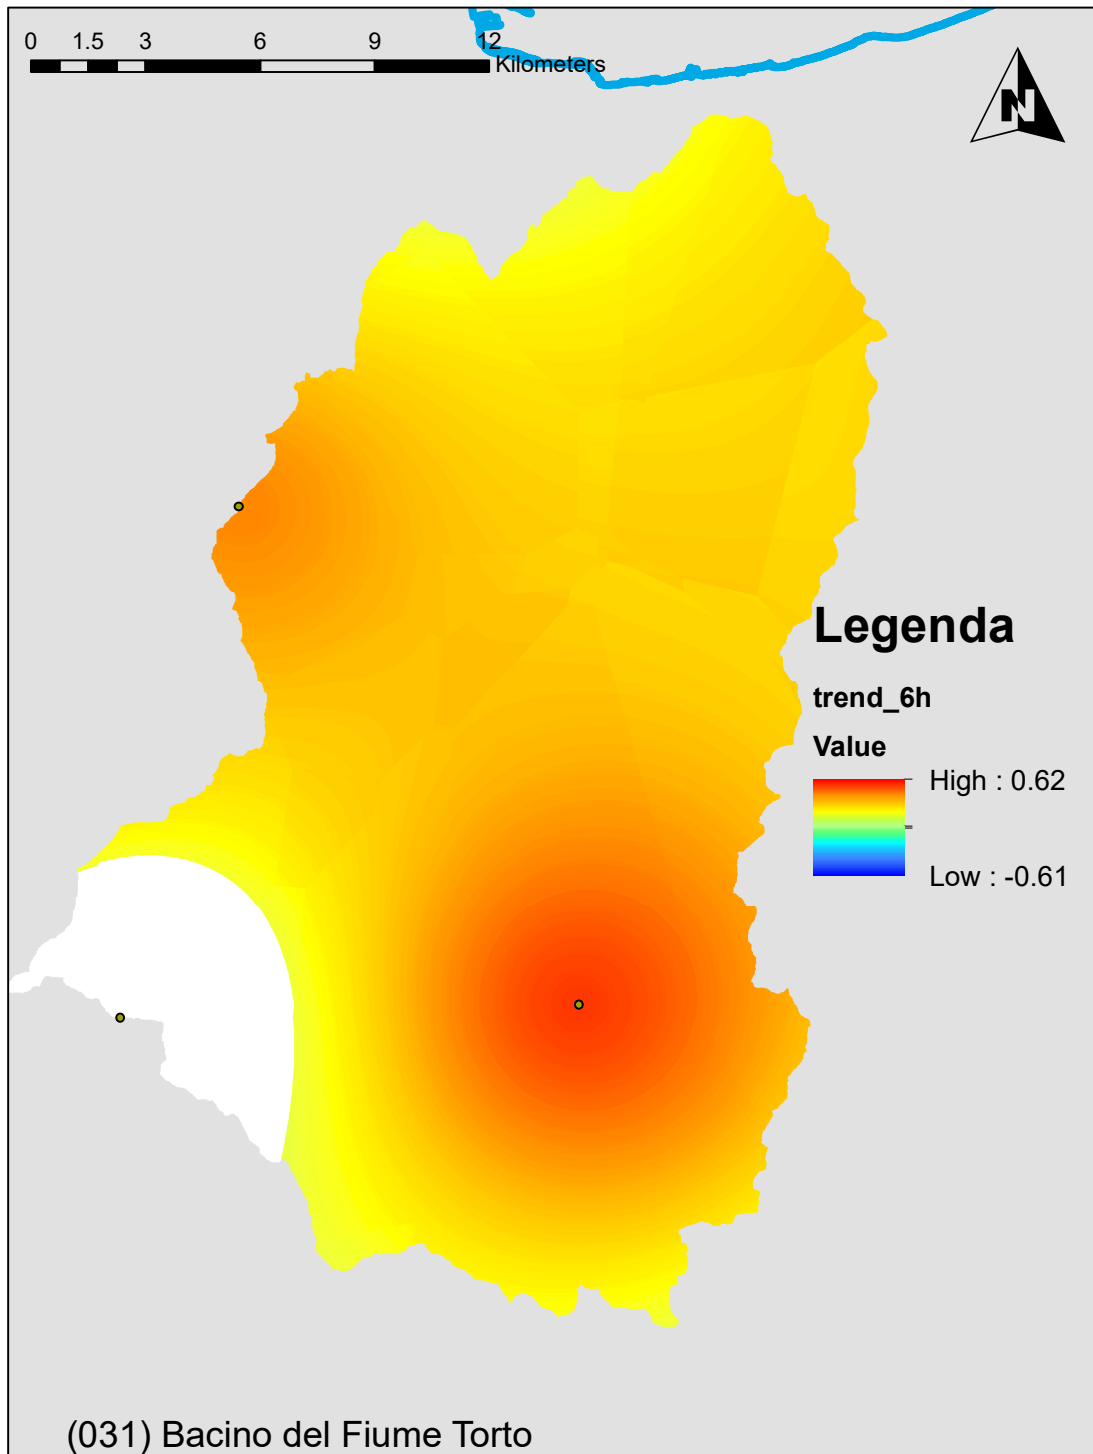 0 1.5 3 6 9 12
Kilometers
N
Legenda
trend_6h
Value
High : 0.62
Low : -0.61
(031) Bacino del Fiume Torto